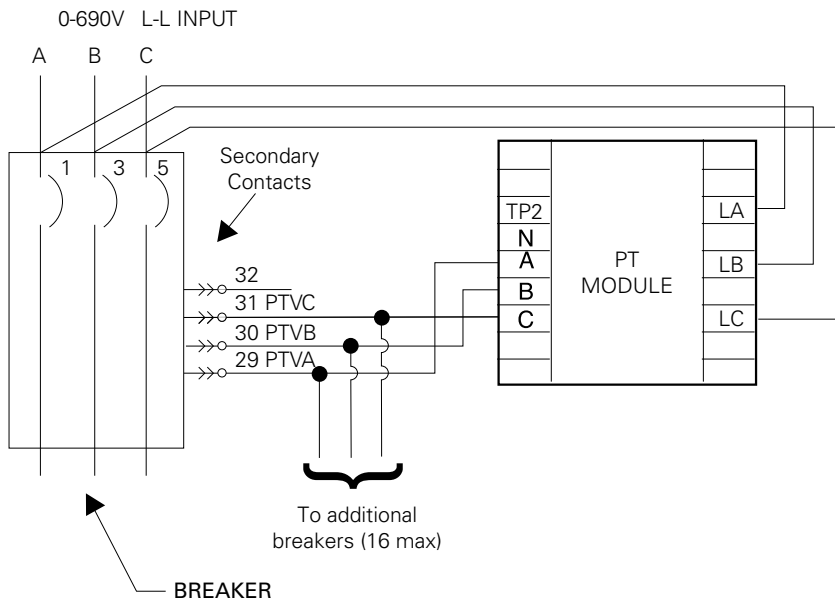 0-690V L-L INPUT
A B C
1 3 5
Secondary
Contacts
32
31 PTVC
30 PTVB
29 PTVA
TP2
N
A
B
C
PT
MODULE
LA
LB
LC
To additional
breakers (16 max)
BREAKER